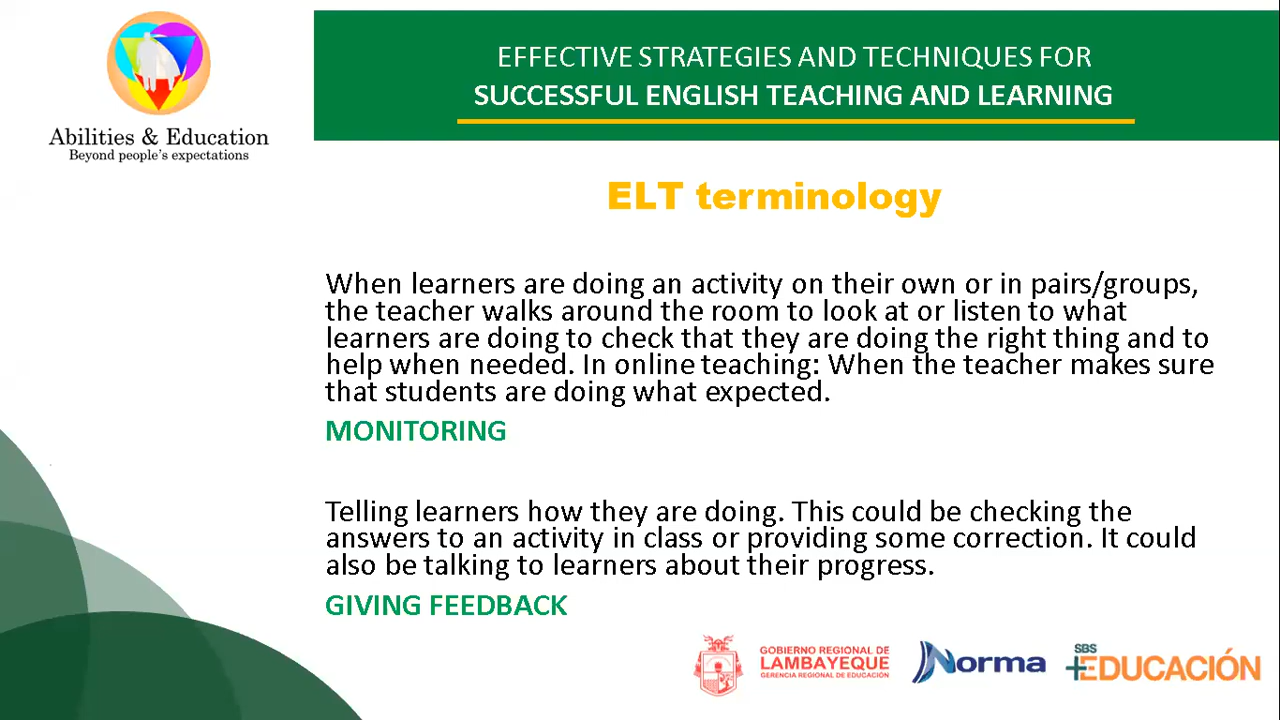 Abilities & Education
Beyond people's expectations
EFFECTIVE STRATEGIES AND TECHNIQUES FOR
SUCCESSFUL ENGLISH TEACHING AND LEARNING
ELT terminology
When learners are doing an activity on their own or in pairs/groups,
the teacher walks around the room to look at or listen to what
learners are doing to check that they are doing the right thing and to
help when needed. In online teaching: When the teacher makes sure
that students are doing what expected.
MONITORING
Telling learners how they are doing. This could be checking the
answers to an activity in class or providing some correction. It could
also be talking to learners about their progress.
GIVING FEEDBACK
GOBIERNO REGIONAL DE
LAMBAYEQUE
GERENCIA REGIONAL DE EDUCACIÓN
Norma
SBS
+EDUCACIÓN